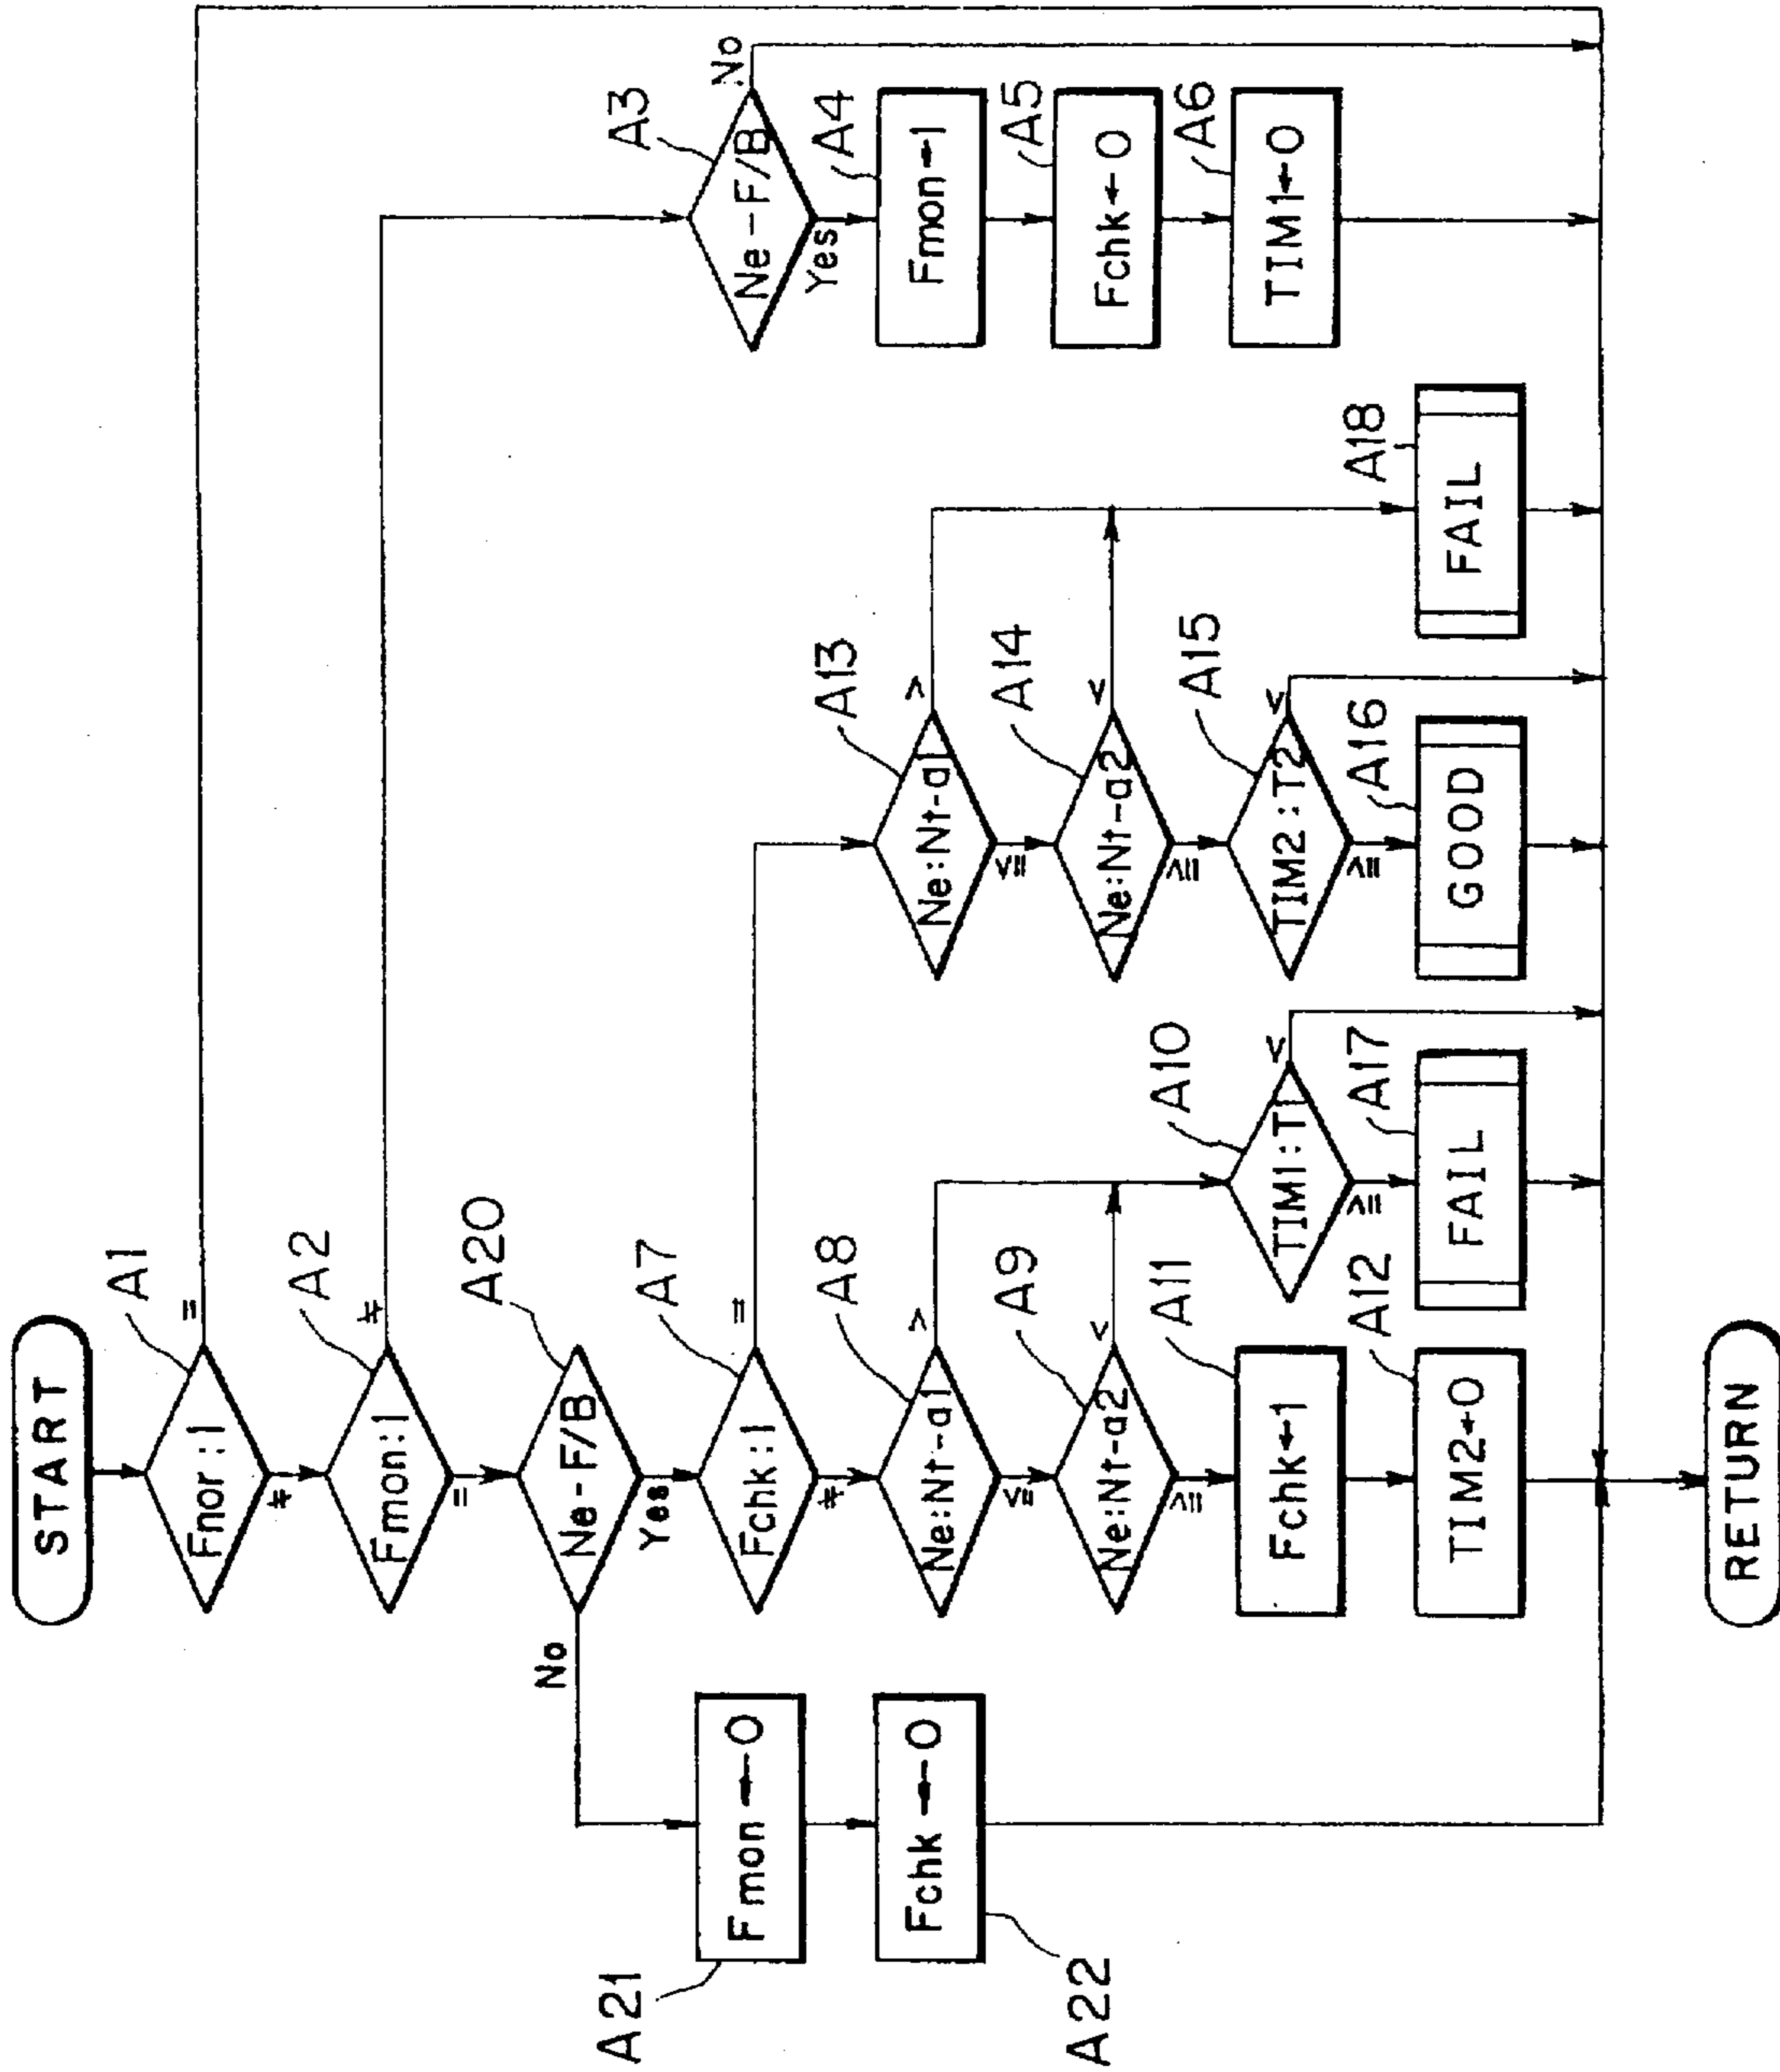 START
A1
Fnor:1
=
≠
A2
Fmon:1
≠
=
A20
Ne-F/B
No
Yes
A21
Fmon←0
A22
Fchk←0
A7
Fchk:1
=
≠
A8
Ne:Nt-a1
>
≤
A9
Ne:Nt-a2
<
≥
A11
Fchk←1
A12
TIM2←0
A10
TIM1:T1
<
≥
A17
FAIL
A13
Ne:Nt-a1
>
≤
A14
Ne:Nt-a2
<
≥
A15
TIM2:T2
<
≥
A16
GOOD
A18
FAIL
A3
Ne-F/B
No
Yes
A4
Fmon←1
A5
Fchk←0
A6
TIM1←0
RETURN